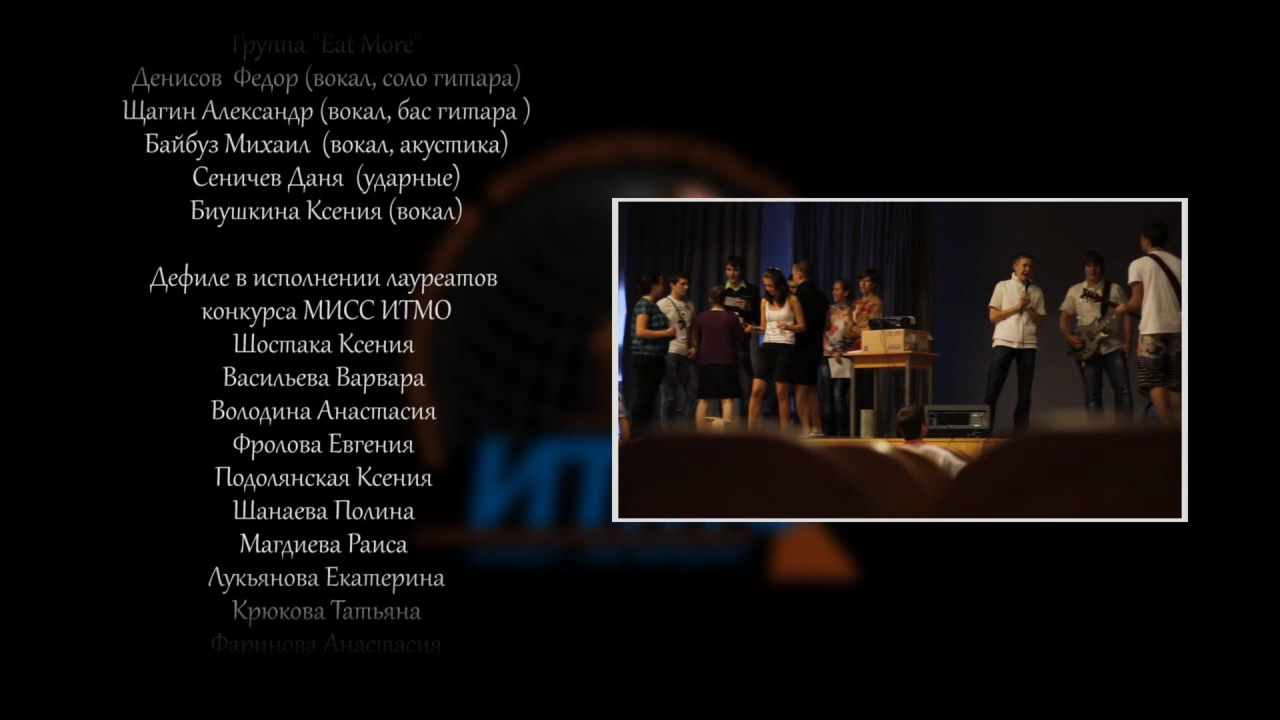 Группа "Eat More"
Денисов Федор (вокал, соло гитара)
Щагин Александр (вокал, бас гитара )
Байбуз Михаил (вокал, акустика)
Сеничев Даня (ударные)
Биушкина Ксения (вокал)
Дефиле в исполнении лауреатов
конкурса МИСС ИТМО
Шостака Ксения
Васильева Варвара
Володина Анастасия
Фролова Евгения
Подолянская Ксения
Шанаева Полина
Магдиева Раиса
Лукьянова Екатерина
Крюкова Татьяна
Фаринова Анастасия